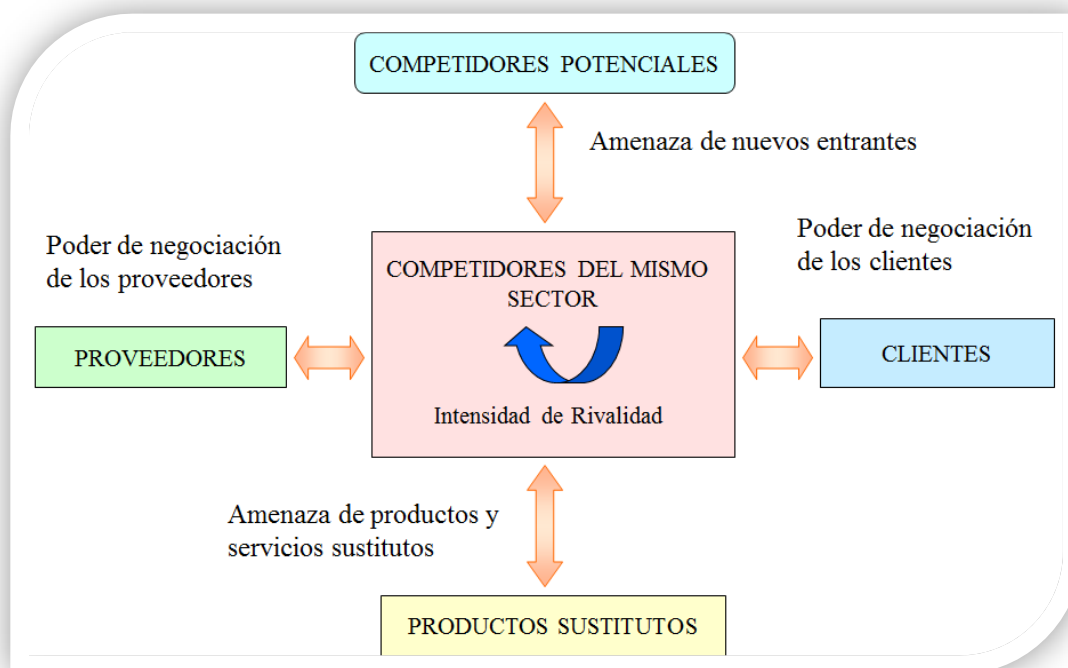 COMPETIDORES POTENCIALES
Amenaza de nuevos entrantes
Poder de negociación
de los proveedores
Poder de negociación
de los clientes
COMPETIDORES DEL MISMO
SECTOR
PROVEEDORES
CLIENTES
Intensidad de Rivalidad
Amenaza de productos y
servicios sustitutos
PRODUCTOS SUSTITUTOS